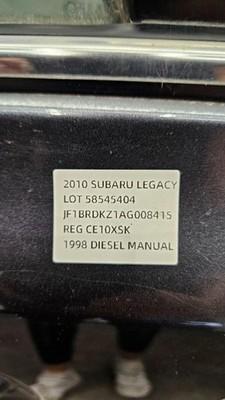 2010 SUBARU LEGACY
LOT 58545404
JF1BRDKZ1AG008415
REG CE10XSK
1998 DIESEL MANUAL